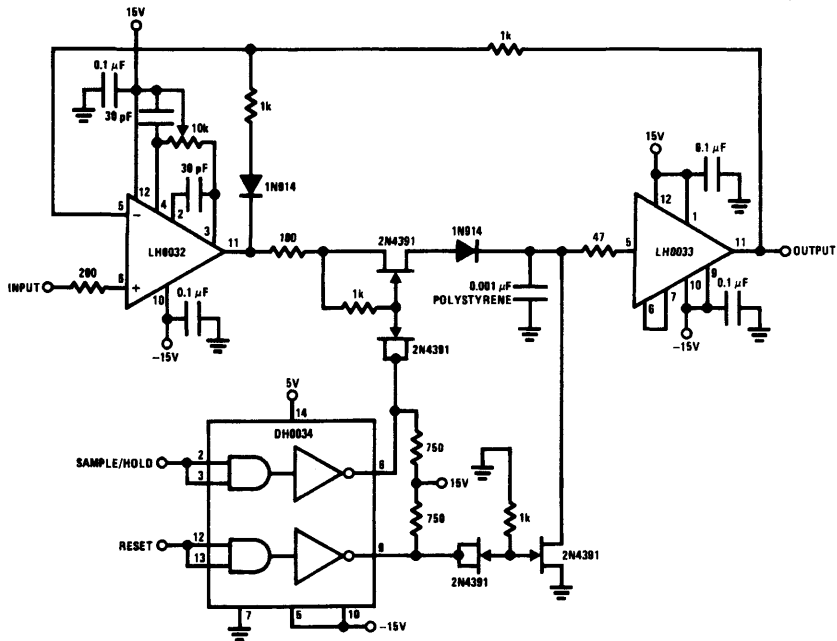 15V
1k
0.1 µF
30 pF
10k
1k
30 pF
1N914
15V
0.1 µF
12
4
2
3
5
−
LH0032
11
INPUT
200
6
+
10
0.1 µF
−15V
100
2N4391
1N914
1k
0.001 µF
POLYSTYRENE
47
12
1
5
LH0033
11
OUTPUT
6
7
10
9
0.1 µF
−15V
2N4391
5V
14
DH0034
SAMPLE/HOLD
2
3
6
750
15V
750
1k
RESET
12
13
9
2N4391
2N4391
7
5
10
−15V